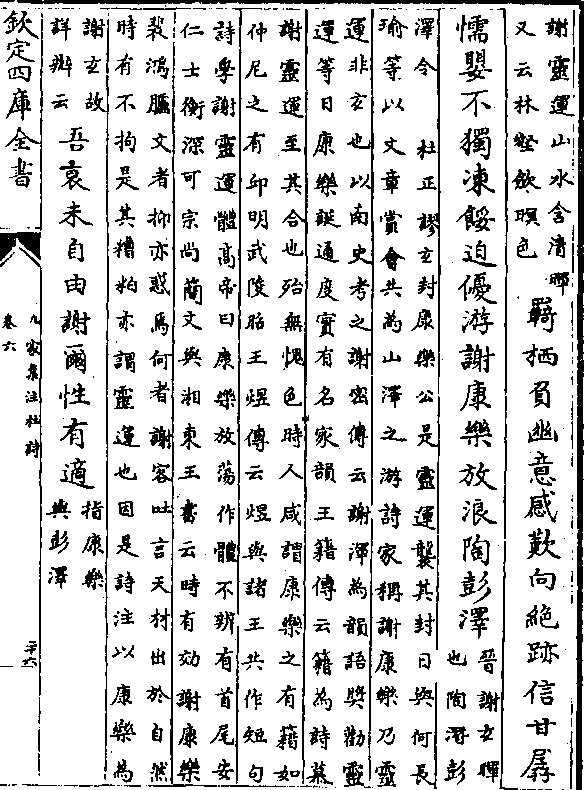 謝靈運山水含清暉
又云林壑歛暝色
羇栖負幽意感歎向絶跡信甘孱
懦嬰不獨凍餒迫優游謝康樂放浪陶彭澤
晉謝玄暉
也陶潛彭
澤令　杜正謬玄封康樂公是靈運襲其封日與何長
瑜等以文章賞會共為山澤之游詩家稱謝康樂乃靈
運非玄也以南史考之謝密傳云謝渾為韻語奬勸靈
運等曰康樂誕通度實有名家韻王籍傳云籍為詩慕
謝靈運至其合也殆無愧色時人咸謂康樂之有藉如
仲尼之有邱明武陵昭王煜傳云煜與諸王共作短句
詩學謝靈運體高帝曰康樂放蕩作體不辨有首尾安
仁士衡深可宗尚簡文與湘東王書云時有効謝康樂
裴鴻臚文者抑亦惑焉何者謝客吐言天材出於自然
時有不拘是其糟粕亦謂靈運也因是詩注以康樂為
謝玄故
詳辨云
吾衰未自由謝爾性有適
指康樂
與彭澤
欽定四庫全書
九家集注杜詩
卷六
二十六